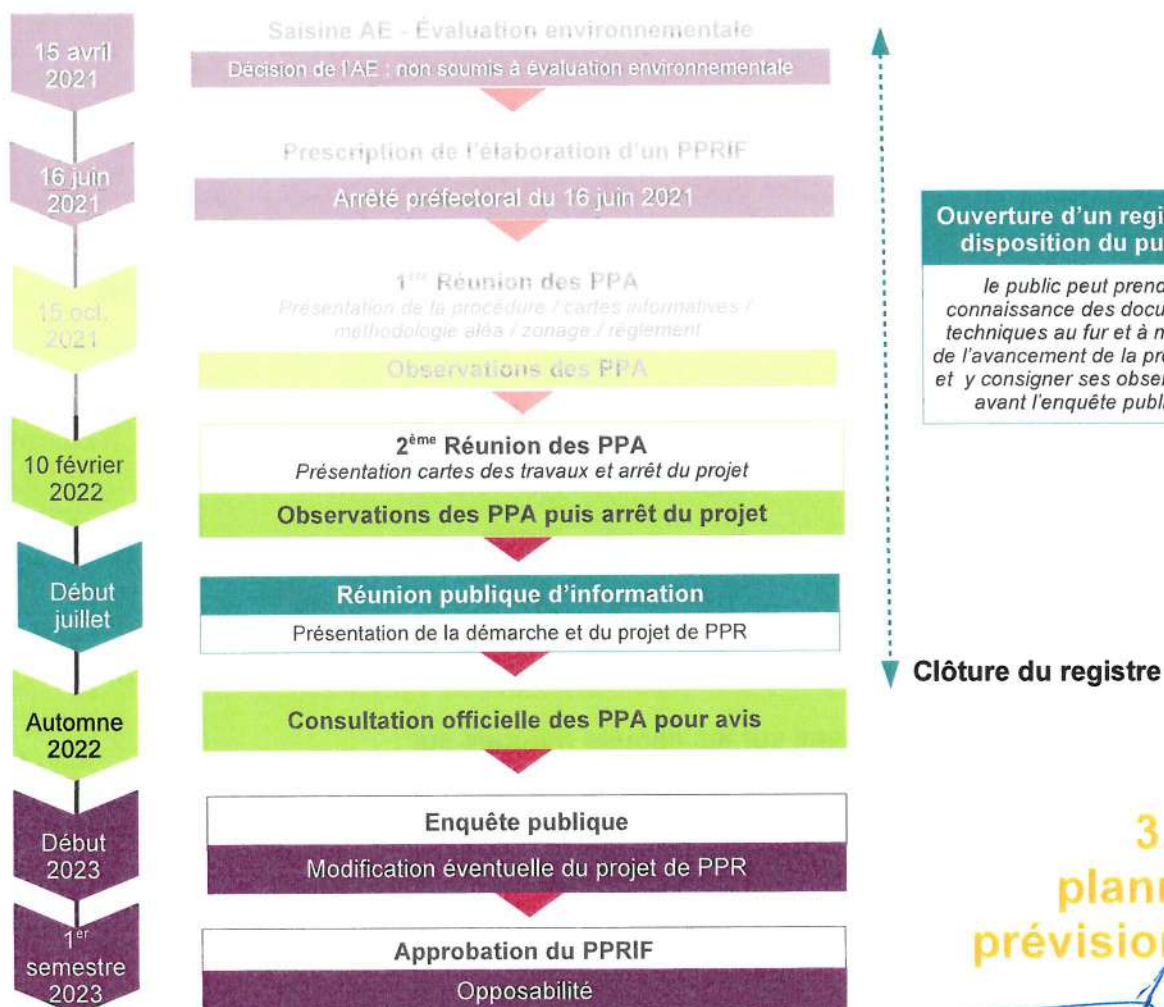 15 avril
2021
Saisine AE - Évaluation environnementale
Décision de l'AE : non soumis à évaluation environnementale
16 juin
2021
Prescription de l'élaboration d'un PPRIF
Arrêté préfectoral du 16 juin 2021
15 oct.
2021
1ère Réunion des PPA
Présentation de la procédure / cartes informatives /
méthodologie aléa / zonage / règlement
Observations des PPA
10 février
2022
2ème Réunion des PPA
Présentation cartes des travaux et arrêt du projet
Observations des PPA puis arrêt du projet
Début
juillet
Réunion publique d'information
Présentation de la démarche et du projet de PPR
Automne
2022
Consultation officielle des PPA pour avis
Début
2023
Enquête publique
Modification éventuelle du projet de PPR
1er
semestre
2023
Approbation du PPRIF
Opposabilité
Ouverture d'un regi
disposition du pu
le public peut prend
connaissance des docu
techniques au fur et à m
de l'avancement de la pr
et y consigner ses obser
avant l'enquête publi
Clôture du registre
3.
plan
prévision